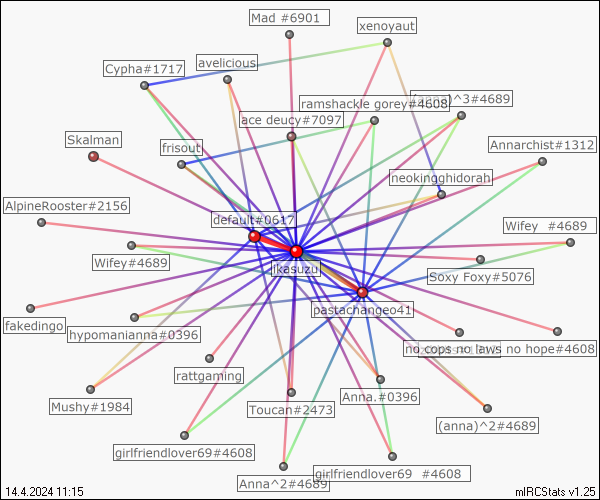 Mad #6901
xenoyaut
avelicious
Cypha#1717
ramshackle gorey#4608
)^3#4689
ace deucy#7097
Skalman
frisout
Annarchist#1312
neokingghidorah
AlpineRooster#2156
default#0617
Wifey #4689
Wifey#4689
jkasuzu
Soxy Foxy#5076
pastachangeo41
fakedingo
hypomanianna#0396
no cops no laws no hope#4608
rattgaming
Mushy#1984
Toucan#2473
Anna.#0396
(anna)^2#4689
girlfriendlover69#4608
Anna^2#4689
girlfriendlover69 #4608
14.4.2024 11:15
mIRCStats v1.25